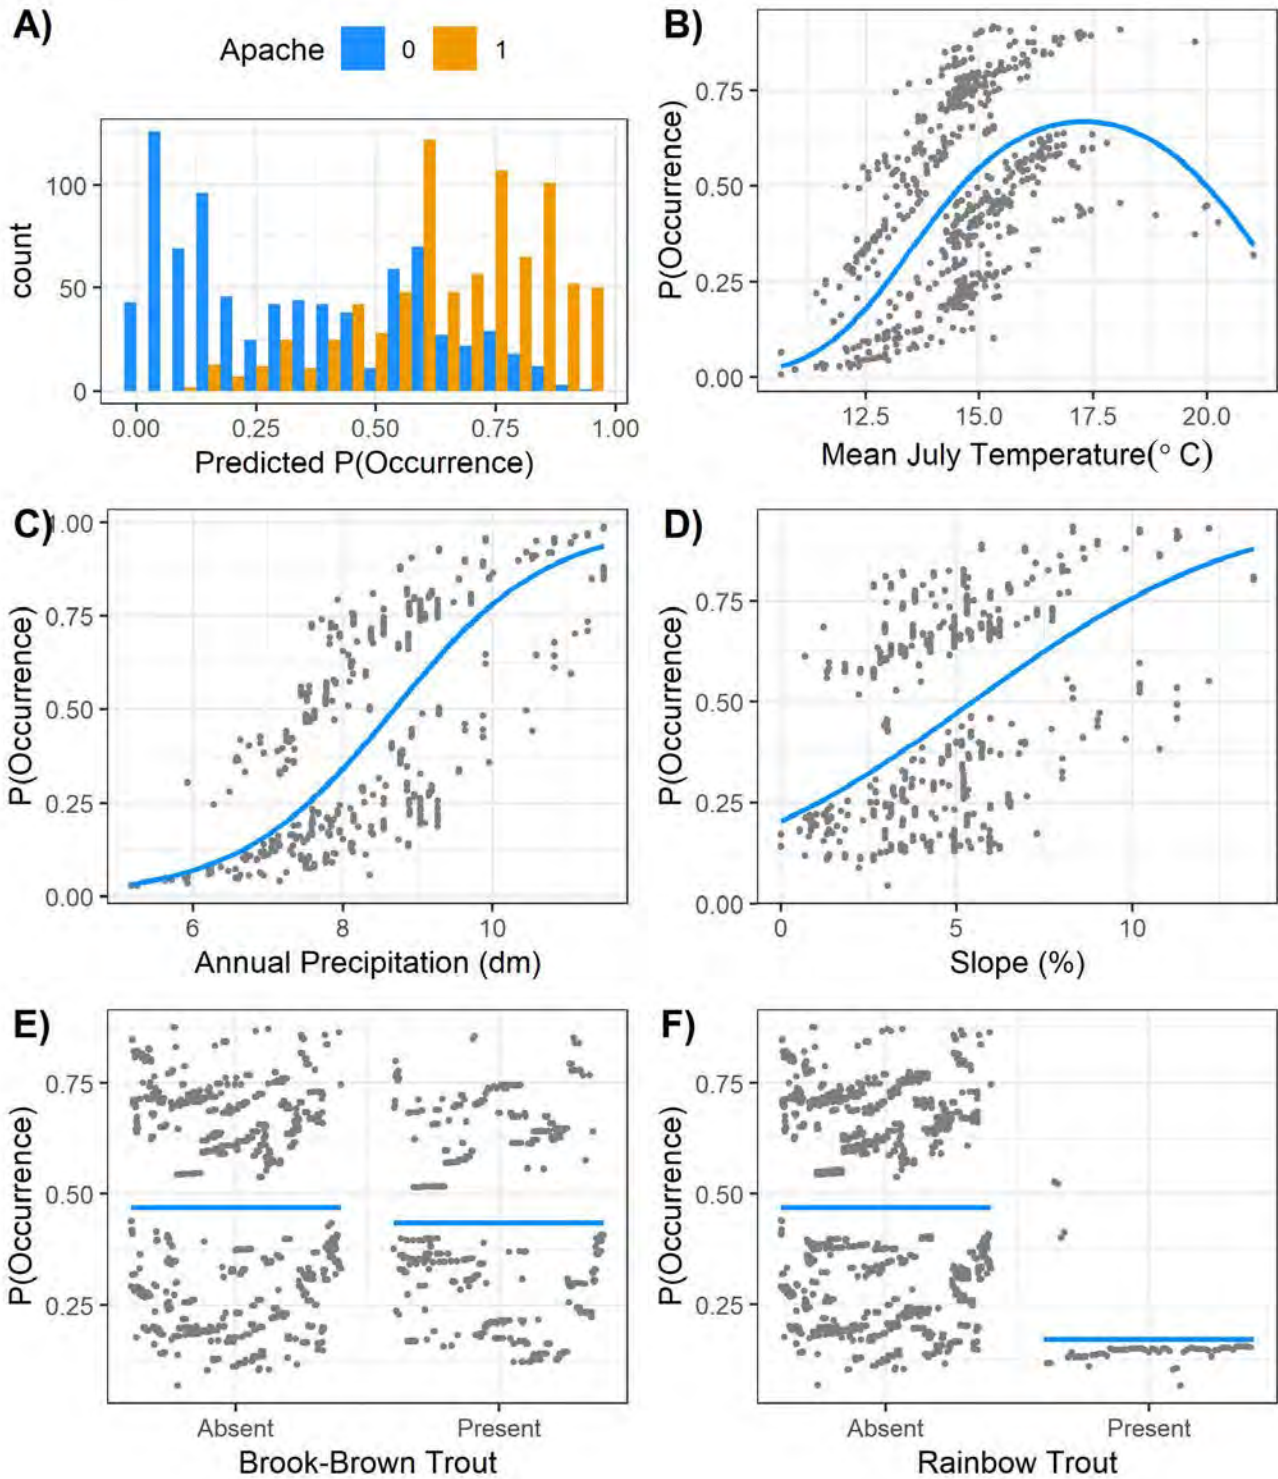 A)
Apache 0 1
count
100
50
0
0.00 0.25 0.50 0.75 1.00
Predicted P(Occurrence)
B)
P(Occurrence)
0.75
0.50
0.25
0.00
12.5 15.0 17.5 20.0
Mean July Temperature(° C)
C)
P(Occurrence)
1.00
0.75
0.50
0.25
0.00
6 8 10
Annual Precipitation (dm)
D)
P(Occurrence)
0.75
0.50
0.25
0.00
0 5 10
Slope (%)
E)
P(Occurrence)
0.75
0.50
0.25
Absent Present
Brook-Brown Trout
F)
P(Occurrence)
0.75
0.50
0.25
Absent Present
Rainbow Trout